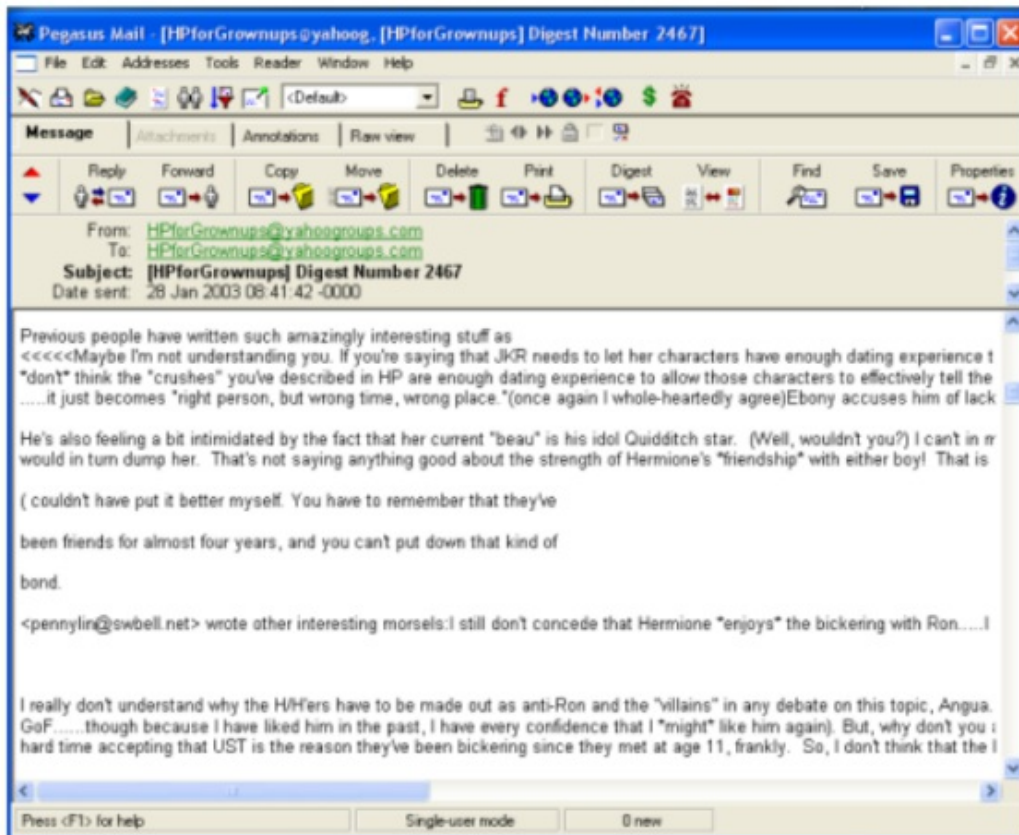 Pegasus Mail - [HPforGrownups@yahoog, [HPforGrownups] Digest Number 2467]
File Edit Addresses Tools Reader Window Help
<Default>
Message Attachments Annotations Raw view
Reply Forward Copy Move Delete Print Digest View Find Save Properties
From: HPforGrownups@yahoogroups.com
To: HPforGrownups@yahoogroups.com
Subject: [HPforGrownups] Digest Number 2467
Date sent: 28 Jan 2003 08:41:42 -0000
Previous people have written such amazingly interesting stuff as
<<<<<Maybe I'm not understanding you. If you're saying that JKR needs to let her characters have enough dating experience t
*don't* think the "crushes" you've described in HP are enough dating experience to allow those characters to effectively tell the
.....it just becomes "right person, but wrong time, wrong place."(once again I whole-heartedly agree)Ebony accuses him of lack
He's also feeling a bit intimidated by the fact that her current "beau" is his idol Quidditch star. (Well, wouldn't you?) I can't in m
would in turn dump her. That's not saying anything good about the strength of Hermione's *friendship* with either boy! That is
( couldn't have put it better myself. You have to remember that they've
been friends for almost four years, and you can't put down that kind of
bond.
<pennylin@swbell.net> wrote other interesting morsels:I still don't concede that Hermione *enjoys* the bickering with Ron.....I
I really don't understand why the H/H'ers have to be made out as anti-Ron and the "villains" in any debate on this topic, Angua.
GoF......though because I have liked him in the past, I have every confidence that I *might* like him again). But, why don't you a
hard time accepting that UST is the reason they've been bickering since they met at age 11, frankly. So, I don't think that the I
Press <F1> for help Single-user mode 0 new